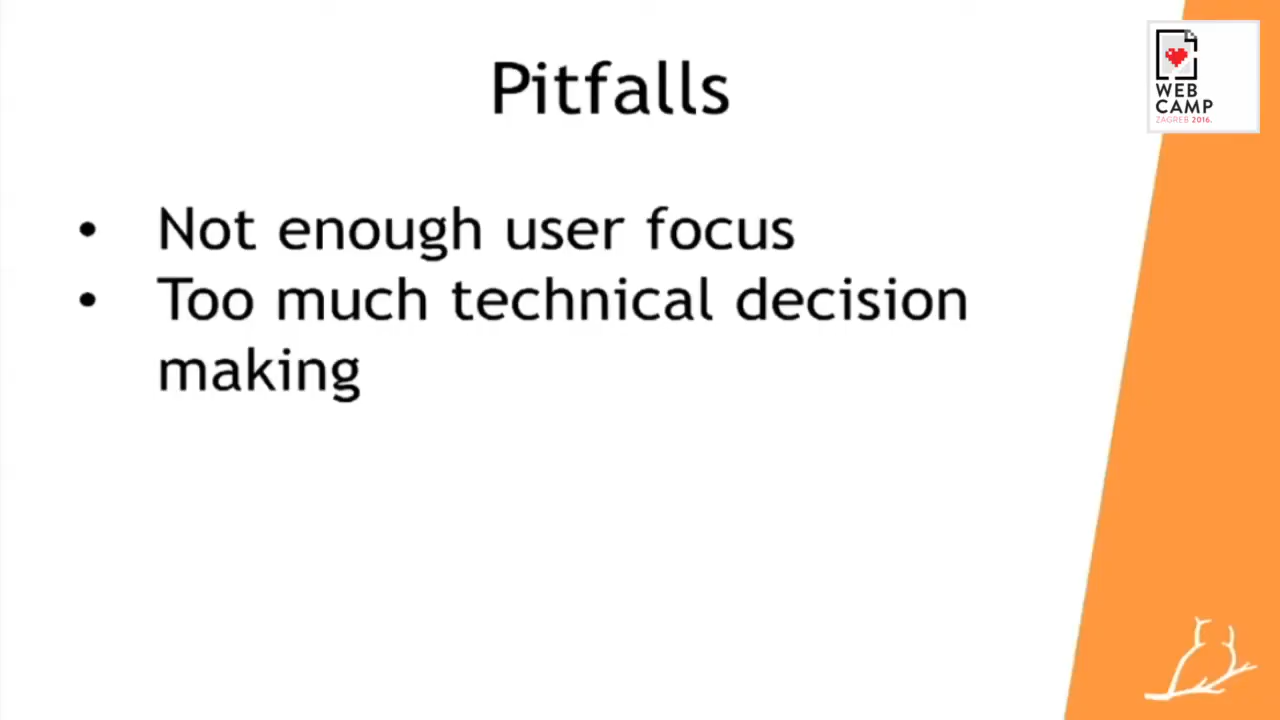 Pitfalls
WEB
CAMP
ZAGREB 2016.
• Not enough user focus
• Too much technical decision
making